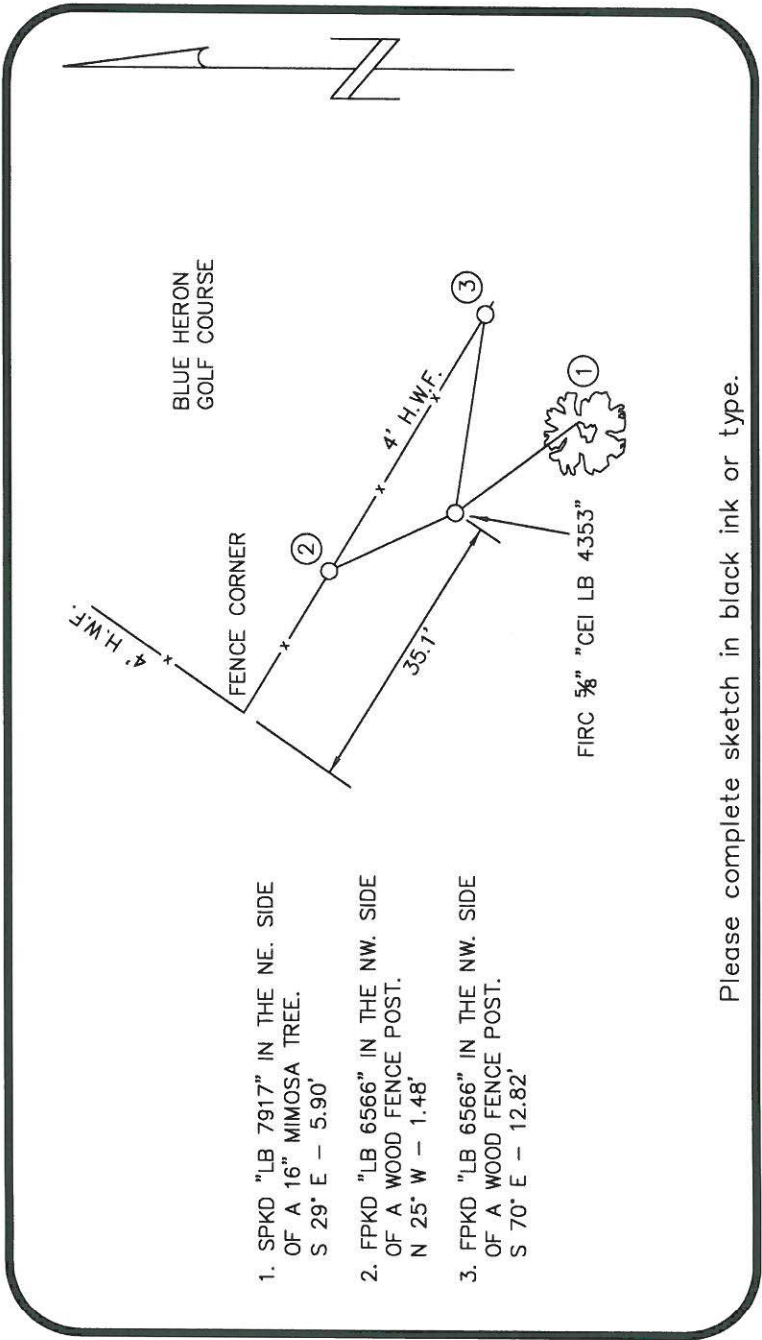 1. SPKD "LB 7917" IN THE NE. SIDE
OF A 16" MIMOSA TREE.
S 29° E - 5.90'
2. FPKD "LB 6566" IN THE NW. SIDE
OF A WOOD FENCE POST.
N 25° W - 1.48'
3. FPKD "LB 6566" IN THE NW. SIDE
OF A WOOD FENCE POST.
S 70° E - 12.82'
4' H.W.F.
FENCE CORNER
BLUE HERON
GOLF COURSE
2
4' H.W.F.
3
35.1'
1
FIRC ⅝" "CEI LB 4353"
N
Please complete sketch in black ink or type.